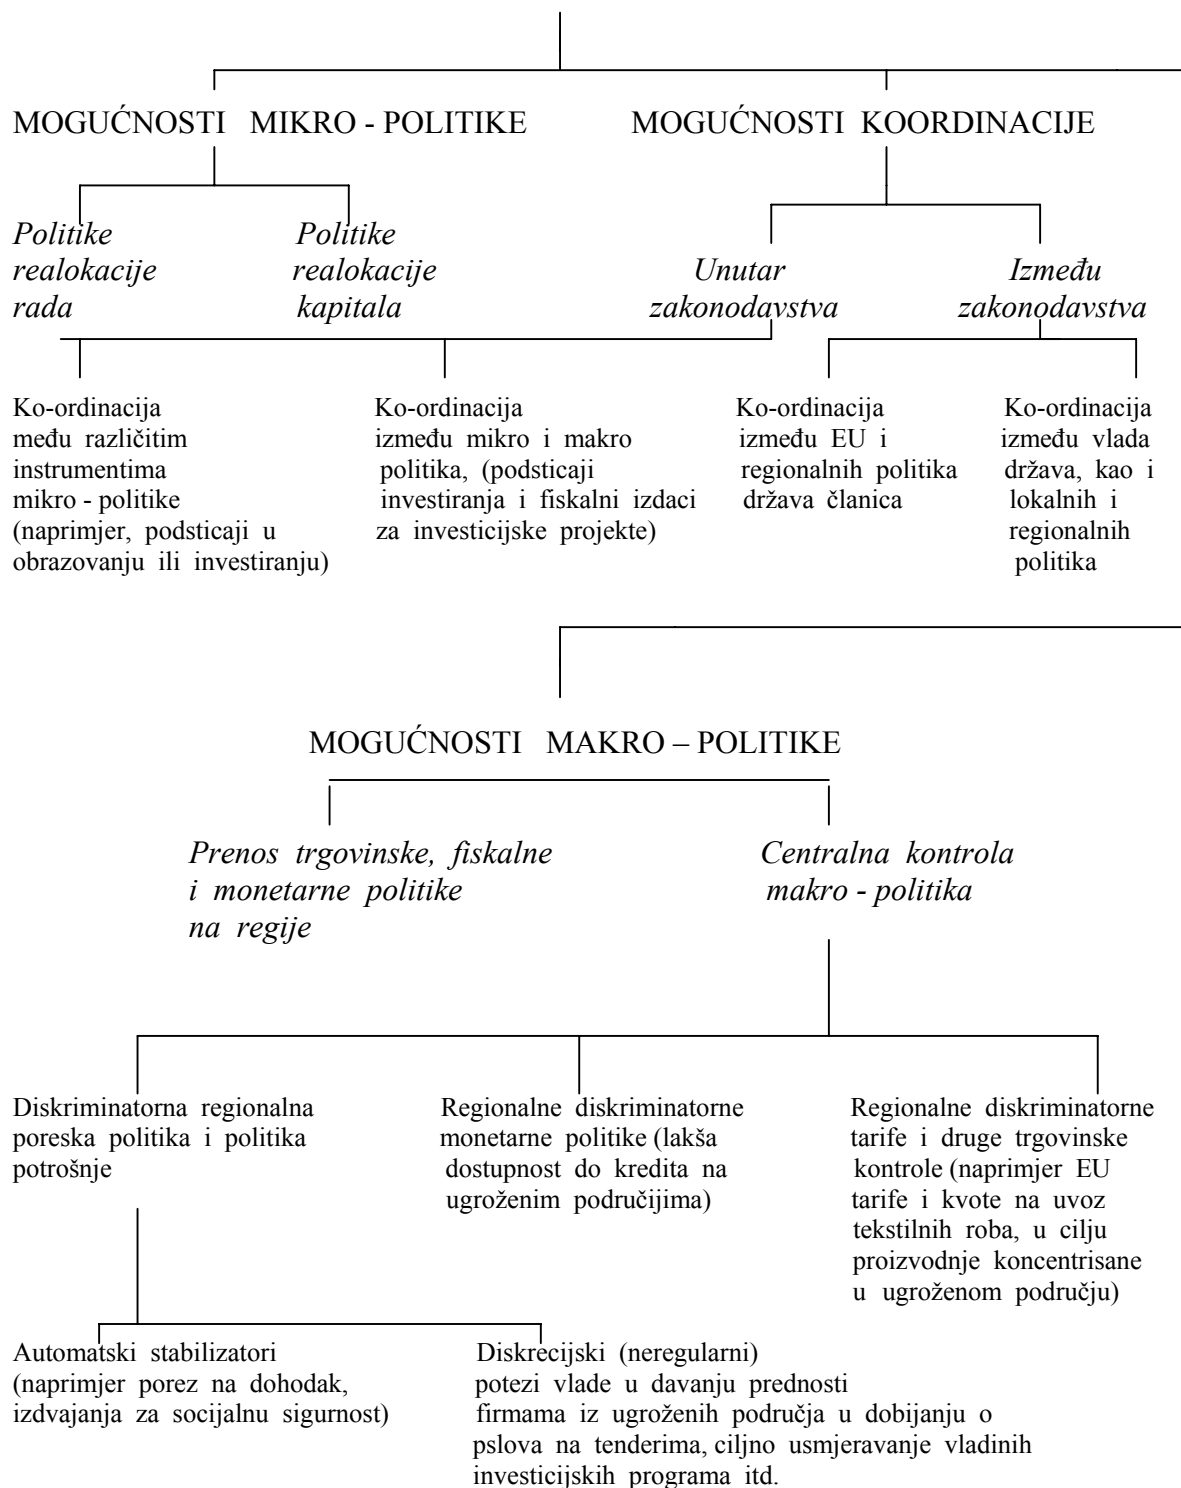 MOGUĆNOSTI MIKRO - POLITIKE
MOGUĆNOSTI KOORDINACIJE
Politike
realokacije
rada
Politike
realokacije
kapitala
Unutar
zakonodavstva
Između
zakonodavstva
Ko-ordinacija
među različitim
instrumentima
mikro - politike
(naprimjer, podsticaji u
obrazovanju ili investiranju)
Ko-ordinacija
između mikro i makro
politika, (podsticaji
investiranja i fiskalni izdaci
za investicijske projekte)
Ko-ordinacija
između EU i
regionalnih politika
država članica
Ko-ordinacija
između vlada
država, kao i
lokalnih i
regionalnih
politika
MOGUĆNOSTI MAKRO – POLITIKE
Prenos trgovinske, fiskalne
i monetarne politike
na regije
Centralna kontrola
makro - politika
Diskriminatorna regionalna
poreska politika i politika
potrošnje
Regionalne diskriminatorne
monetarne politike (lakša
dostupnost do kredita na
ugroženim područijima)
Regionalne diskriminatorne
tarife i druge trgovinske
kontrole (naprimjer EU
tarife i kvote na uvoz
tekstilnih roba, u cilju
proizvodnje koncentrisane
u ugroženom području)
Automatski stabilizatori
(naprimjer porez na dohodak,
izdvajanja za socijalnu sigurnost)
Diskrecijski (neregularni)
potezi vlade u davanju prednosti
firmama iz ugroženih područja u dobijanju o
pslova na tenderima, ciljno usmjeravanje vladinih
investicijskih programa itd.